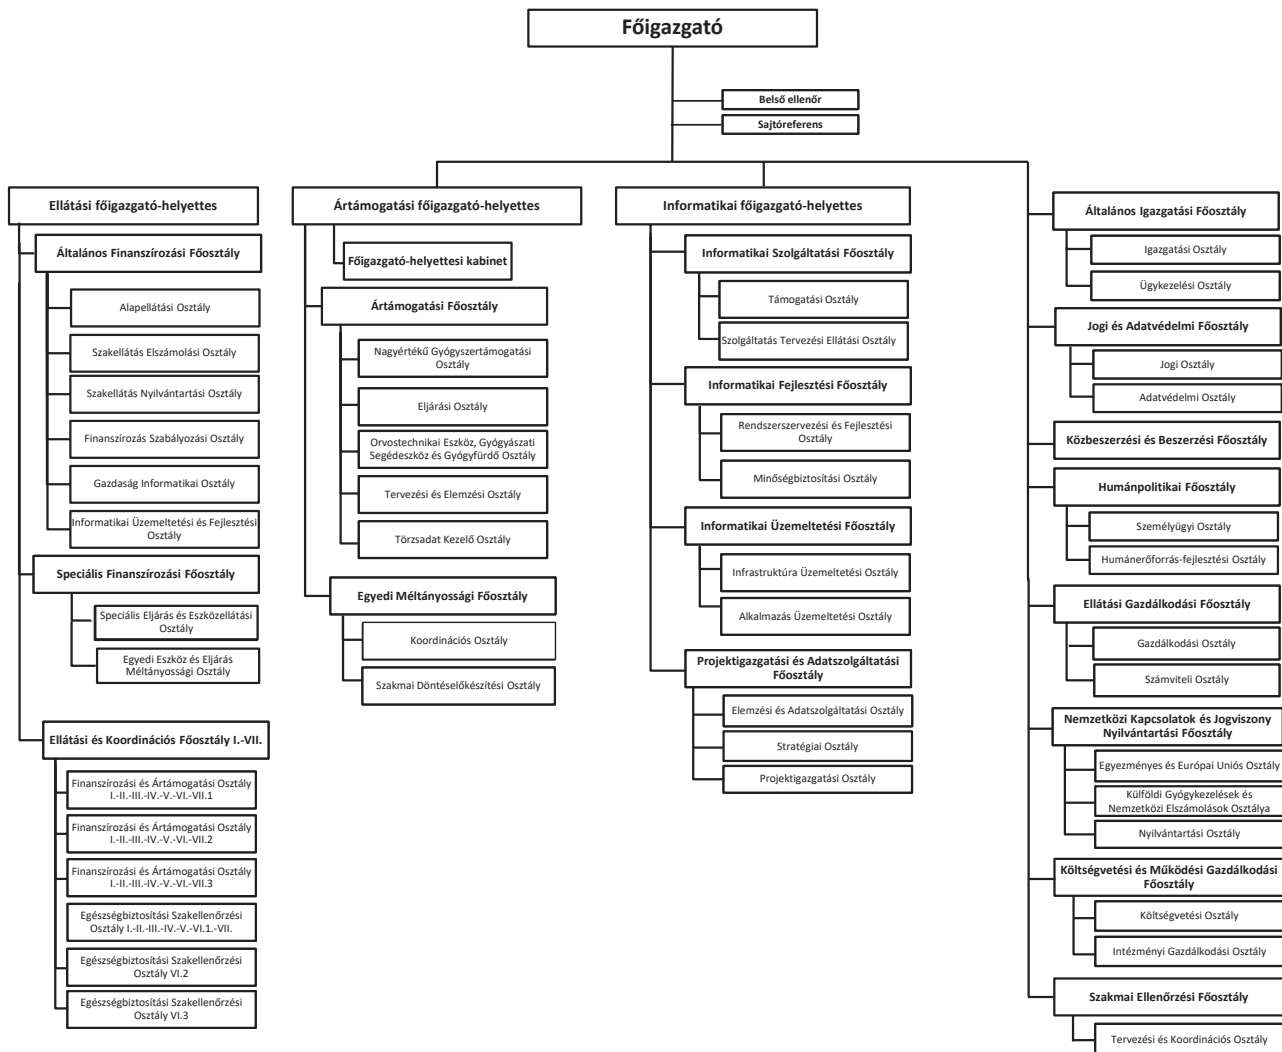 Főigazgató
Belső ellenőr
Sajtóreferens
Ellátási főigazgató-helyettes
Általános Finanszírozási Főosztály
Alapellátási Osztály
Szakellátás Elszámolási Osztály
Szakellátás Nyilvántartási Osztály
Finanszírozás Szabályozási Osztály
Gazdaság Informatikai Osztály
Informatikai Üzemeltetési és Fejlesztési
Osztály
Speciális Finanszírozási Főosztály
Speciális Eljárás és Eszközellátási
Osztály
Egyedi Eszköz és Eljárás
Méltányossági Osztály
Ellátási és Koordinációs Főosztály I.-VII.
Finanszírozási és Ártámogatási Osztály
I.-II.-III.-IV.-V.-VI.-VII.1
Finanszírozási és Ártámogatási Osztály
I.-II.-III.-IV.-V.-VI.-VII.2
Finanszírozási és Ártámogatási Osztály
I.-II.-III.-IV.-V.-VI.-VII.3
Egészségbiztosítási Szakellenőrzési
Osztály I.-II.-III.-IV.-V.-VI.1.-VII.
Egészségbiztosítási Szakellenőrzési
Osztály VI.2
Egészségbiztosítási Szakellenőrzési
Osztály VI.3
Ártámogatási főigazgató-helyettes
Főigazgató-helyettesi kabinet
Ártámogatási Főosztály
Nagyértékű Gyógyszertámogatási
Osztály
Eljárási Osztály
Orvostechnikai Eszköz, Gyógyászati
Segédeszköz és Gyógyfürdő Osztály
Tervezési és Elemzési Osztály
Törzsadat Kezelő Osztály
Egyedi Méltányossági Főosztály
Koordinációs Osztály
Szakmai Döntéselőkészítési Osztály
Informatikai főigazgató-helyettes
Informatikai Szolgáltatási Főosztály
Támogatási Osztály
Szolgáltatás Tervezési Ellátási Osztály
Informatikai Fejlesztési Főosztály
Rendszerszervezési és Fejlesztési
Osztály
Minőségbiztosítási Osztály
Informatikai Üzemeltetési Főosztály
Infrastruktúra Üzemeltetési Osztály
Alkalmazás Üzemeltetési Osztály
Projektigazgatási és Adatszolgáltatási
Főosztály
Elemzési és Adatszolgáltatási Osztály
Stratégiai Osztály
Projektigazgatási Osztály
Általános Igazgatási Főosztály
Igazgatási Osztály
Ügykezelési Osztály
Jogi és Adatvédelmi Főosztály
Jogi Osztály
Adatvédelmi Osztály
Közbeszerzési és Beszerzési Főosztály
Humánpolitikai Főosztály
Személyügyi Osztály
Humánerőforrás-fejlesztési Osztály
Ellátási Gazdálkodási Főosztály
Gazdálkodási Osztály
Számviteli Osztály
Nemzetközi Kapcsolatok és Jogviszony
Nyilvántartási Főosztály
Egyezményes és Európai Uniós Osztály
Külföldi Gyógykezelések és
Nemzetközi Elszámolások Osztálya
Nyilvántartási Osztály
Költségvetési és Működési Gazdálkodási
Főosztály
Költségvetési Osztály
Intézményi Gazdálkodási Osztály
Szakmai Ellenőrzési Főosztály
Tervezési és Koordinációs Osztály